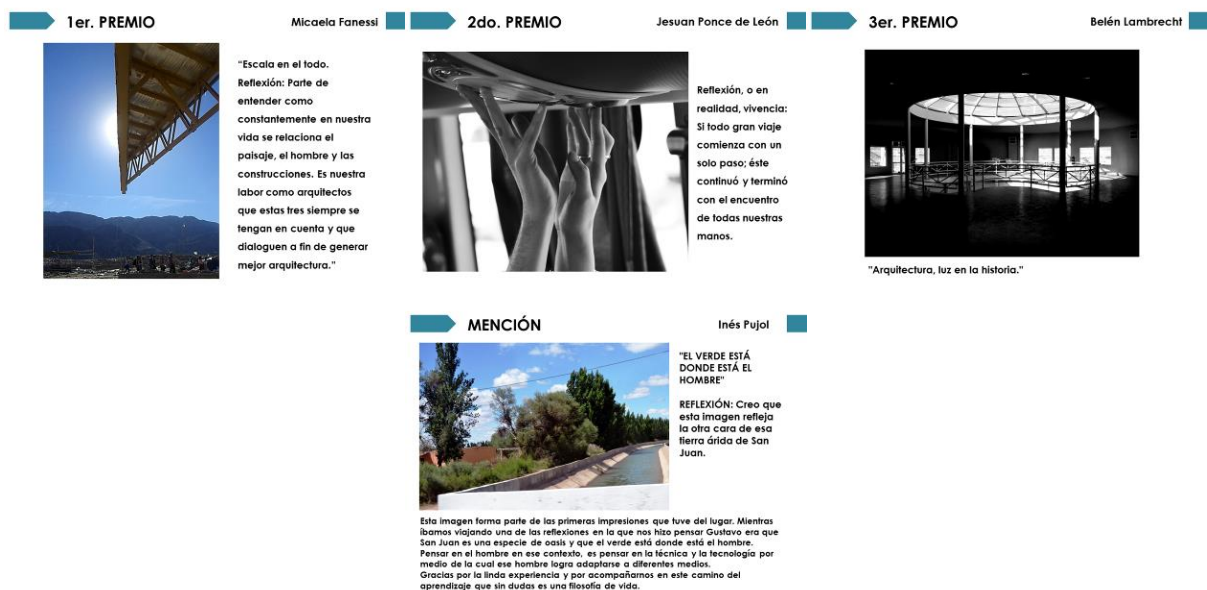 1er. PREMIO
Micaela Fanessi
"Escala en el todo.
Reflexión: Parte de
entender como
constantemente en nuestra
vida se relaciona el
paisaje, el hombre y las
construcciones. Es nuestra
labor como arquitectos
que estas tres siempre se
tengan en cuenta y que
dialoguen a fin de generar
mejor arquitectura."
2do. PREMIO
Jesuan Ponce de León
Reflexión, o en
realidad, vivencia:
Si todo gran viaje
comienza con un
solo paso; éste
continuó y terminó
con el encuentro
de todas nuestras
manos.
3er. PREMIO
Belén Lambrecht
"Arquitectura, luz en la historia."
MENCIÓN
Inés Pujol
"EL VERDE ESTÁ
DONDE ESTÁ EL
HOMBRE"
REFLEXIÓN: Creo que
esta imagen refleja
la otra cara de esa
tierra árida de San
Juan.
Esta imagen forma parte de las primeras impresiones que tuve del lugar. Mientras
íbamos viajando una de las reflexiones en la que nos hizo pensar Gustavo era que
San Juan es una especie de oasis y que el verde está donde está el hombre.
Pensar en el hombre en ese contexto, es pensar en la técnica y la tecnología por
medio de la cual ese hombre logra adaptarse a diferentes medios.
Gracias por la linda experiencia y por acompañarnos en este camino del
aprendizaje que sin dudas es una filosofía de vida.